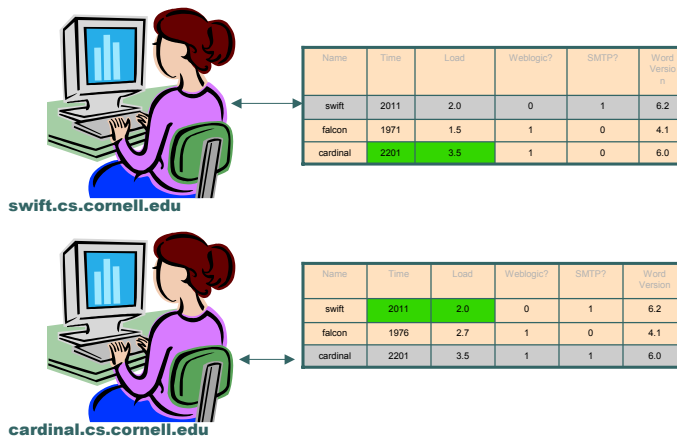 Name Time Load Weblogic? SMTP? Word
Versio
n
swift 2011 2.0 0 1 6.2
falcon 1971 1.5 1 0 4.1
cardinal 2201 3.5 1 0 6.0
swift.cs.cornell.edu
Name Time Load Weblogic? SMTP? Word
Version
swift 2011 2.0 0 1 6.2
falcon 1976 2.7 1 0 4.1
cardinal 2201 3.5 1 1 6.0
cardinal.cs.cornell.edu